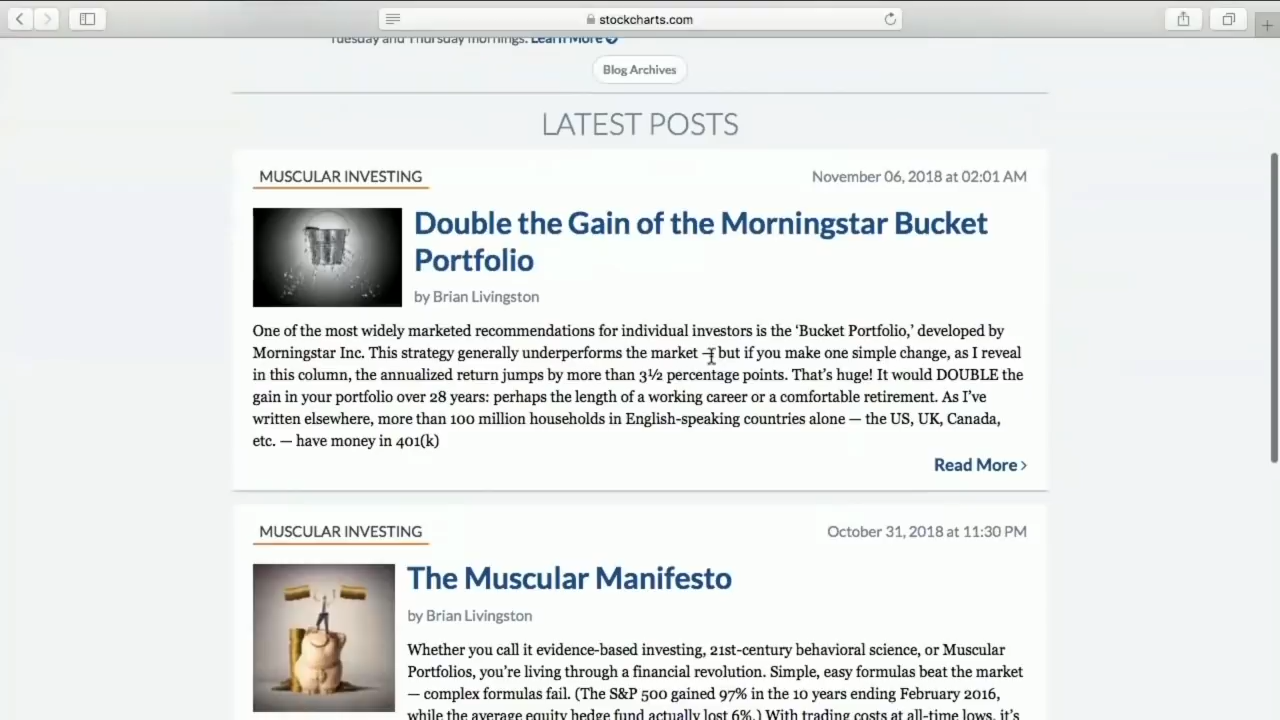 stockcharts.com
Tuesday and Thursday mornings. Learn More
Blog Archives
LATEST POSTS
MUSCULAR INVESTING
November 06, 2018 at 02:01 AM
Double the Gain of the Morningstar Bucket
Portfolio
by Brian Livingston
One of the most widely marketed recommendations for individual investors is the ‘Bucket Portfolio,’ developed by
Morningstar Inc. This strategy generally underperforms the market – but if you make one simple change, as I reveal
in this column, the annualized return jumps by more than 3½ percentage points. That’s huge! It would DOUBLE the
gain in your portfolio over 28 years: perhaps the length of a working career or a comfortable retirement. As I’ve
written elsewhere, more than 100 million households in English-speaking countries alone — the US, UK, Canada,
etc. — have money in 401(k)
Read More ›
MUSCULAR INVESTING
October 31, 2018 at 11:30 PM
The Muscular Manifesto
by Brian Livingston
Whether you call it evidence-based investing, 21st-century behavioral science, or Muscular
Portfolios, you’re living through a financial revolution. Simple, easy formulas beat the market
— complex formulas fail. (The S&P 500 gained 97% in the 10 years ending February 2016,
while the average equity hedge fund actually lost 6%.) With trading costs at all-time lows, it’s